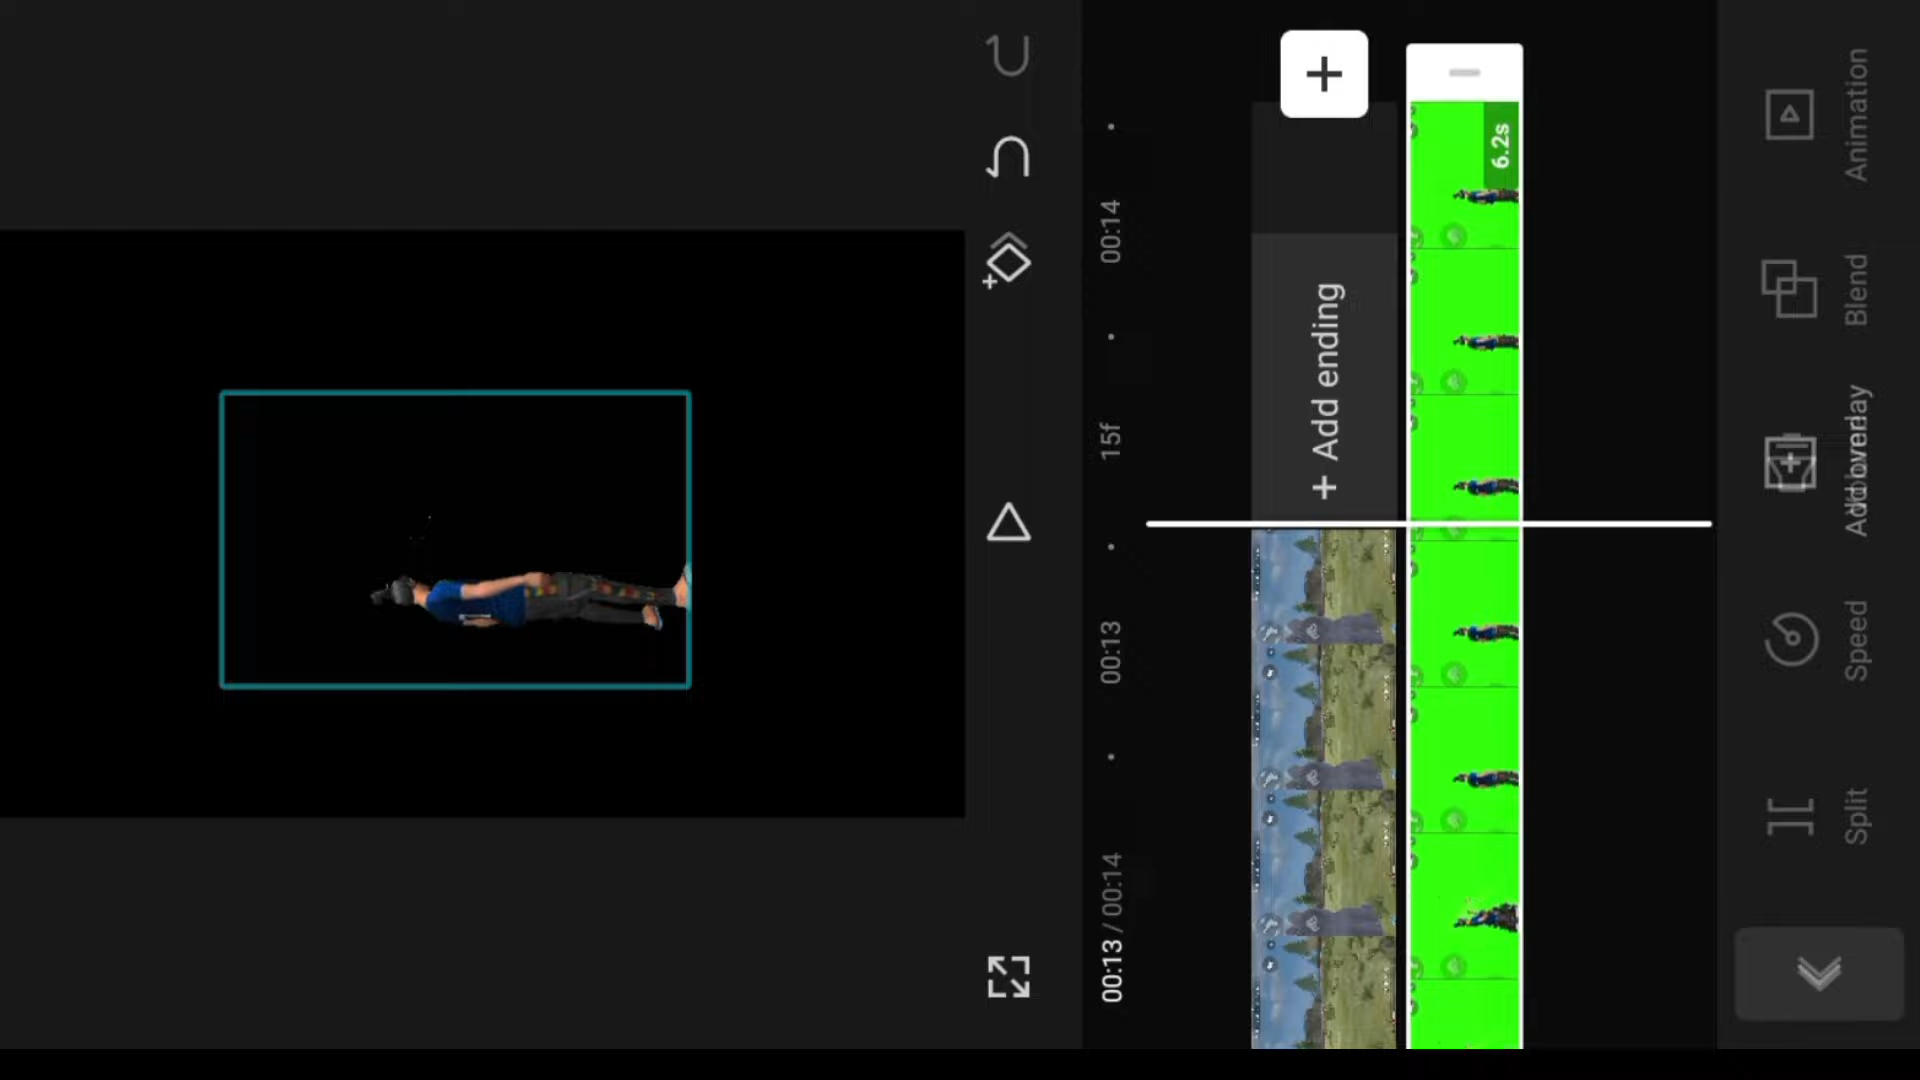 00:13 / 00:14
00:13
15f
00:14
+ Add ending
6.2s
Split
Speed
Add overlay
Blend
Animation